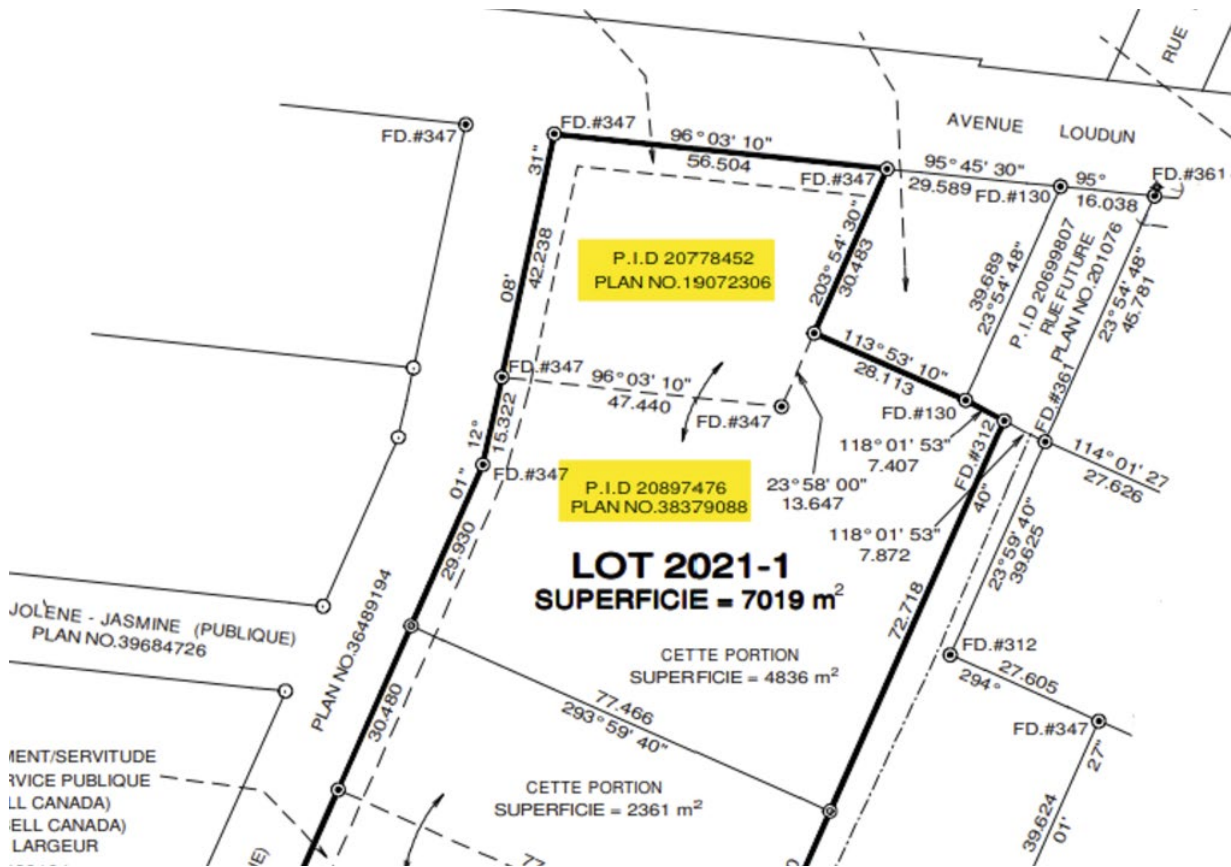 RUE
AVENUE LOUDUN
FD.#347
FD.#347
96°03' 10"
56.504
FD.#347
95°45' 30"
29.589
FD.#130
95°
16.038
FD.#361
31"
42.238
08'
P.I.D 20778452
PLAN NO.19072306
203°54' 30"
30.483
39.689
23°54' 48"
P.I.D 20699807
RUE FUTURE
PLAN NO.201076
23°54' 48"
45.781
FD.#347
96°03' 10"
47.440
FD.#347
113°53' 10"
28.113
FD.#130
118°01' 53"
7.407
FD.#312
FD.#361
114°01' 27
27.626
12°
15.322
FD.#347
01"
29.930
P.I.D 20897476
PLAN NO.38379088
23°58' 00"
13.647
40"
118°01' 53"
7.872
23°59' 40"
39.625
LOT 2021-1
SUPERFICIE = 7019 m²
72.718
JOLENE - JASMINE (PUBLIQUE)
PLAN NO.39684726
PLAN NO.36489194
CETTE PORTION
SUPERFICIE = 4836 m²
FD.#312
27.605
294°
FD.#347
30.480
77.466
293°59' 40"
27"
39.624
01'
MENT/SERVITUDE
RVICE PUBLIQUE
LL CANADA)
BELL CANADA)
LARGEUR
CETTE PORTION
SUPERFICIE = 2361 m²
NE)
77